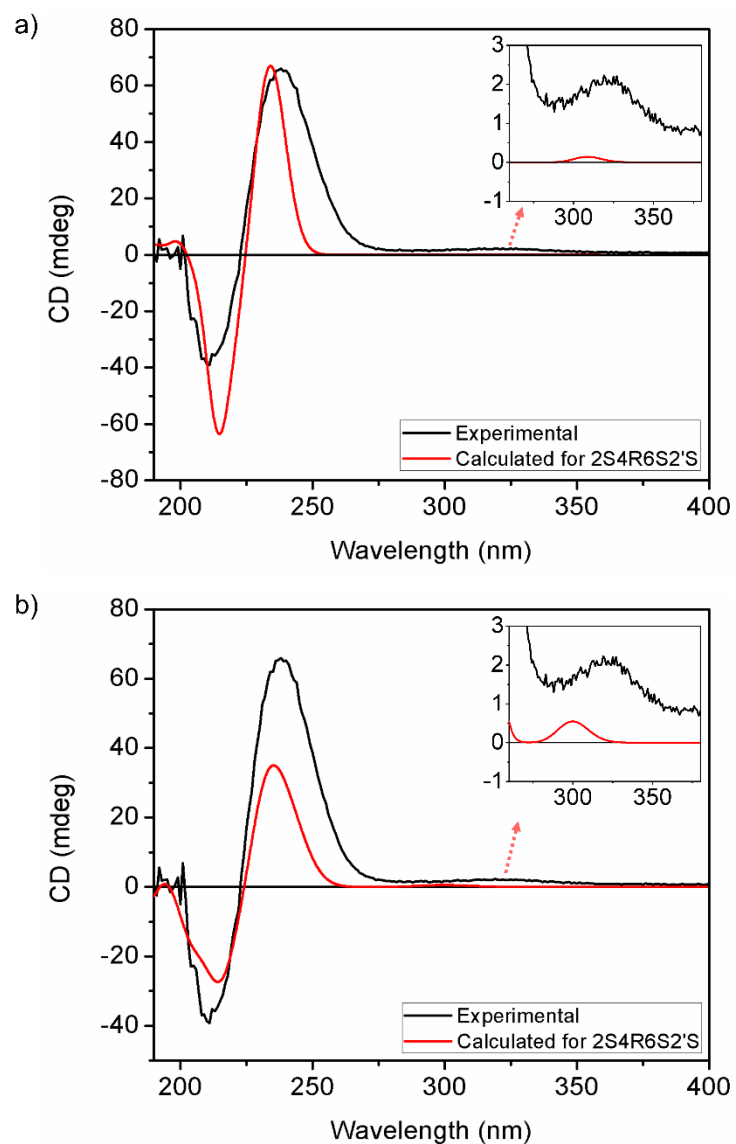 a)
80
60
40
20
0
-20
-40
-60
-80
CD (mdeg)
200 250 300 350 400
Wavelength (nm)
3
2
1
0
-1
300 350
Experimental
Calculated for 2S4R6S2'S
b)
80
60
40
20
0
-20
-40
CD (mdeg)
200 250 300 350 400
Wavelength (nm)
3
2
1
0
-1
300 350
Experimental
Calculated for 2S4R6S2'S